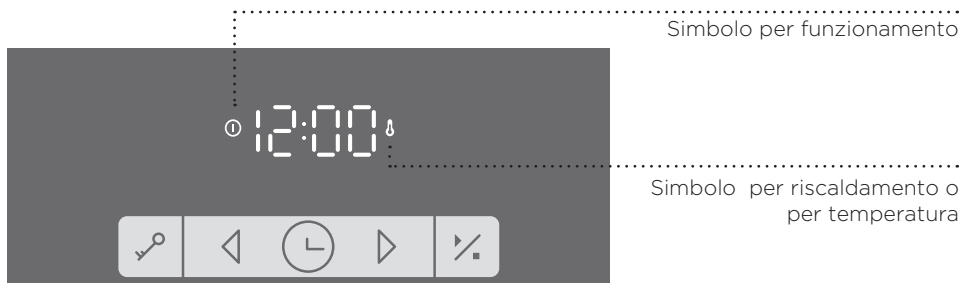 Simbolo per funzionamento
12:00
Simbolo per riscaldamento o
per temperatura